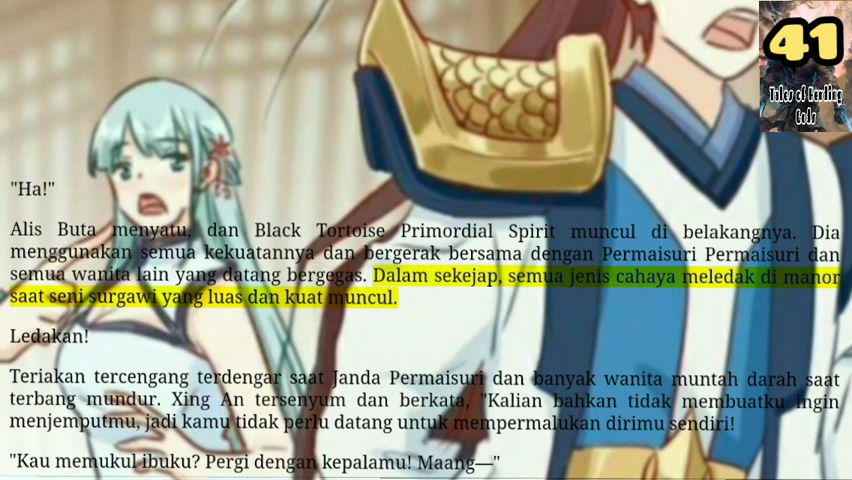 41
Tales of Herding
Gods
"Ha!"
Alis Buta menyatu, dan Black Tortoise Primordial Spirit muncul di belakangnya. Dia
menggunakan semua kekuatannya dan bergerak bersama dengan Permaisuri Permaisuri dan
semua wanita lain yang datang bergegas. Dalam sekejap, semua jenis cahaya meledak di manor
saat seni surgawi yang luas dan kuat muncul.
Ledakan!
Teriakan tercengang terdengar saat Janda Permaisuri dan banyak wanita muntah darah saat
terbang mundur. Xing An tersenyum dan berkata, "Kalian bahkan tidak membuatku ingin
menjemputmu, jadi kamu tidak perlu datang untuk mempermalukan dirimu sendiri!
"Kau memukul ibuku? Pergi dengan kepalamu! Maang—"